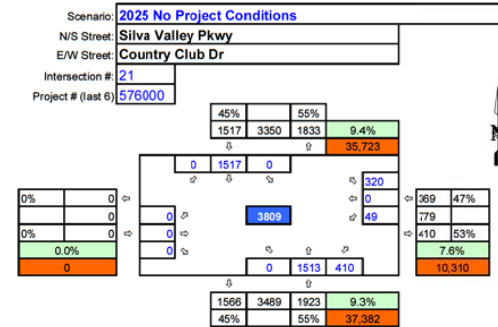 Scenario: 2025 No Project Conditions
N/S Street: Silva Valley Pkwy
E/W Street: Country Club Dr
Intersection #: 21
Project # (last 6) 576000
45% 55%
1517 3350 1833 9.4%
35,723
0 1517 0
320
0% 0 0 369 47%
0 0 3809 49 779
0% 0 0 410 53%
0.0% 0 7.6%
0 0 1513 410 10,310
1566 3489 1923 9.3%
45% 55% 37,382